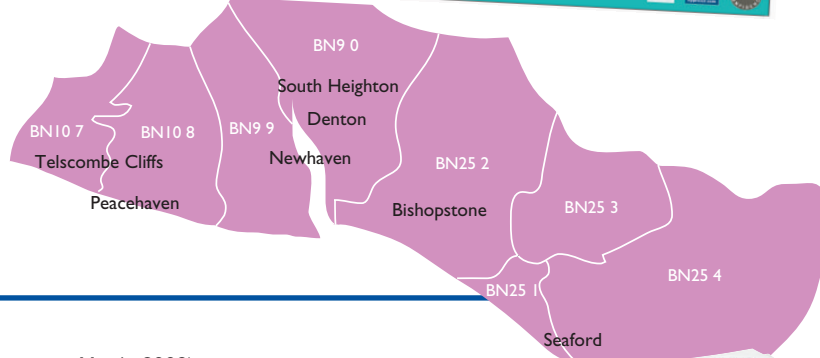 BN9 0
South Heighton
Denton
BN10 7
BN10 8
BN9 9
Telscombe Cliffs
Newhaven
BN25 2
Peacehaven
Bishopstone
BN25 3
BN25 4
BN25 1
Seaford